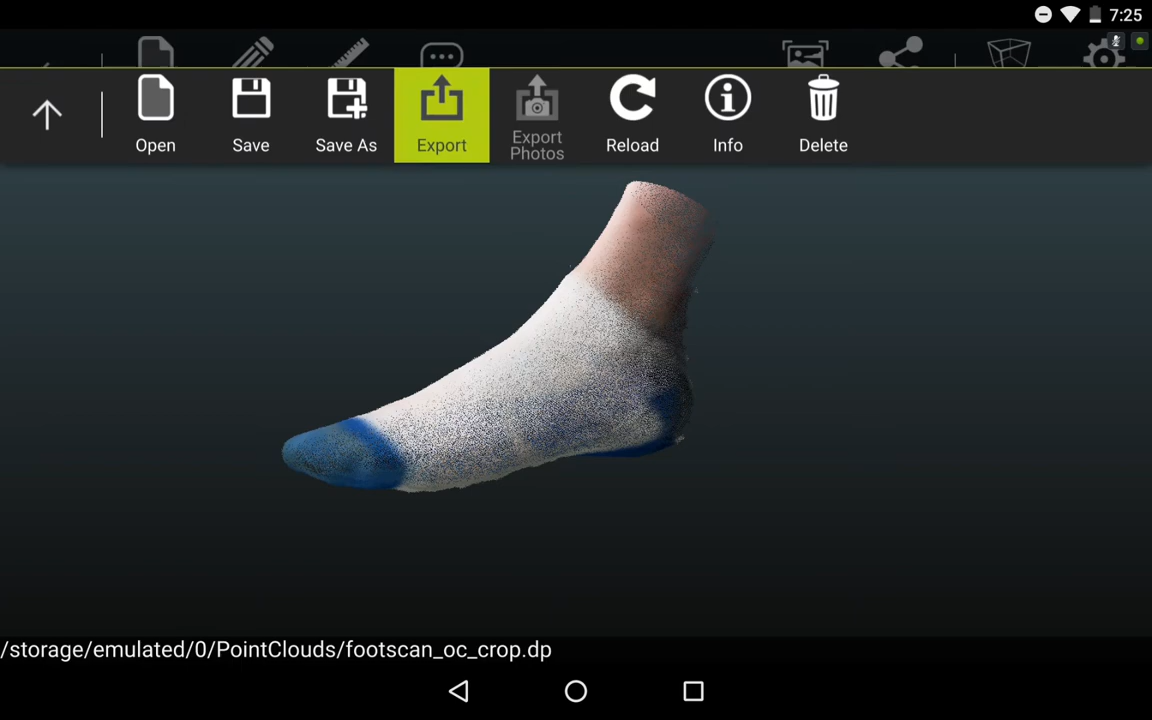 7:25
Open
Save
Save As
Export
Export
Photos
Reload
Info
Delete
/storage/emulated/0/PointClouds/footscan_oc_crop.dp